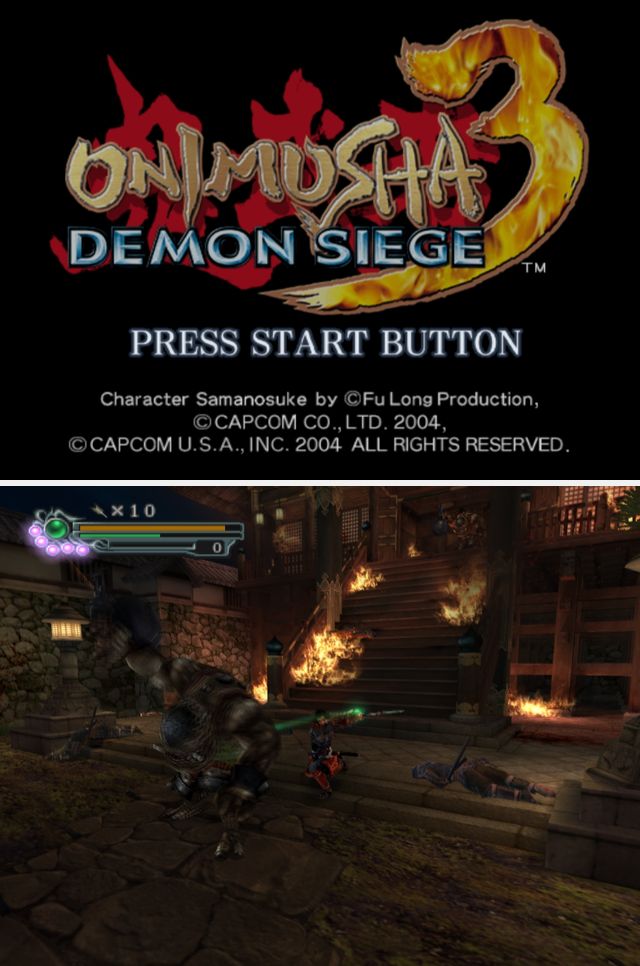 ONIMUSHA 3
DEMON SIEGE
TM
PRESS START BUTTON
Character Samanosuke by ©Fu Long Production,
©CAPCOM CO., LTD. 2004,
©CAPCOM U.S.A., INC. 2004 ALL RIGHTS RESERVED.
×10
0